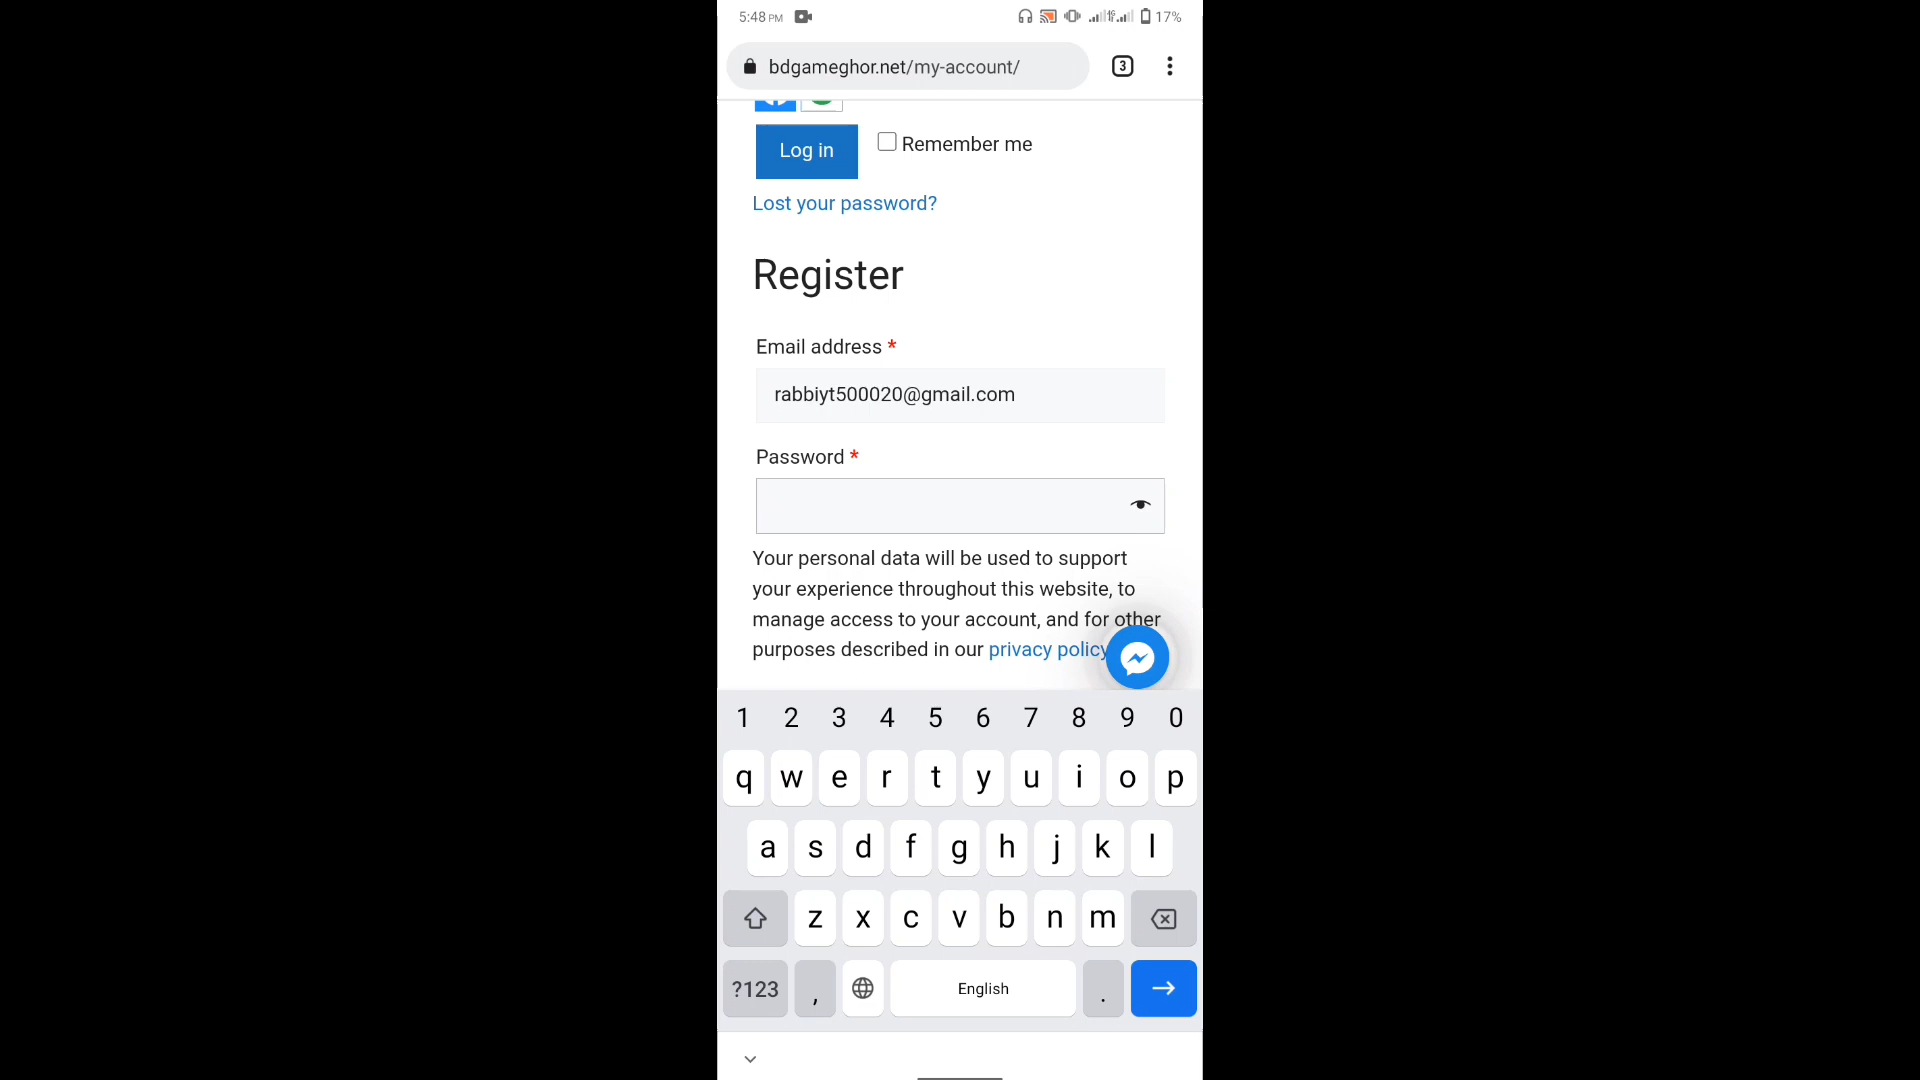 5:48 PM 17%
bdgameghor.net/my-account/ 3
Log in Remember me
Lost your password?
Register
Email address *
rabbiyt500020@gmail.com
Password *
Your personal data will be used to support
your experience throughout this website, to
manage access to your account, and for other
purposes described in our privacy policy
1 2 3 4 5 6 7 8 9 0
q w e r t y u i o p
a s d f g h j k l
z x c v b n m
?123 , English .